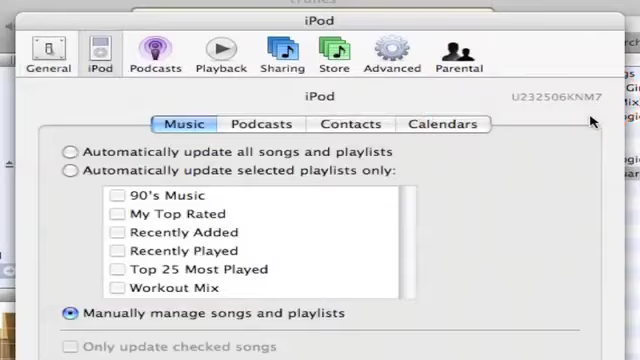 iPod
General iPod Podcasts Playback Sharing Store Advanced Parental
iPod U232506KNM7
Music Podcasts Contacts Calendars
Automatically update all songs and playlists
Automatically update selected playlists only:
90's Music
My Top Rated
Recently Added
Recently Played
Top 25 Most Played
Workout Mix
Manually manage songs and playlists
Only update checked songs